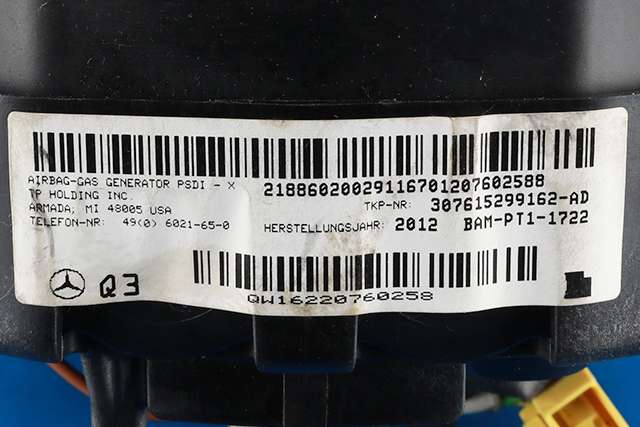 AIRBAG-GAS GENERATOR PSDI - X
TP HOLDING INC.
ARMADA, MI 48005 USA
TELEFON-NR: 49(0) 6021-65-0
21886020029116701207602588
TKP-NR: 307615299162-AD
HERSTELLUNGSJAHR: 2012 BAM-PT1-1722
Q3
QW16220760258